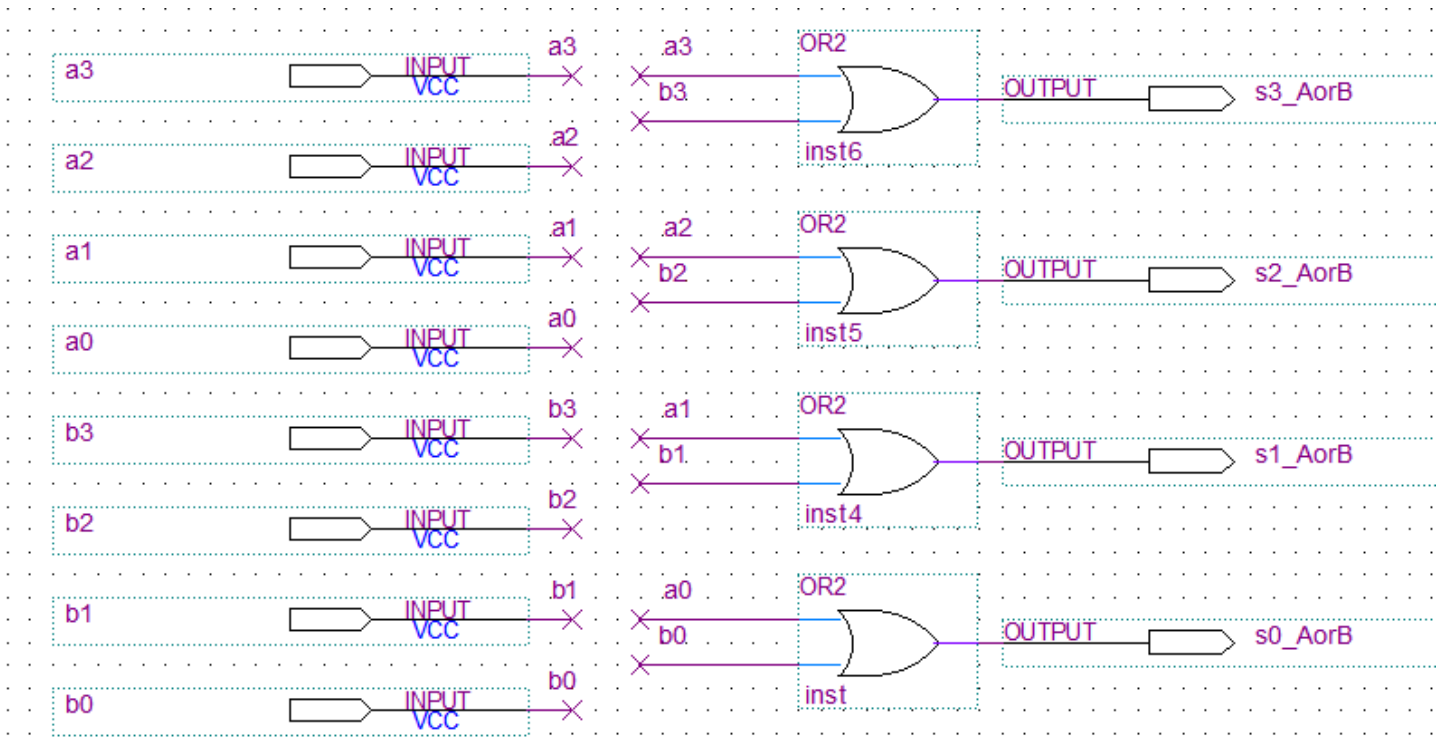 a3 INPUT VCC a3
a2 INPUT VCC a2
a1 INPUT VCC a1
a0 INPUT VCC a0
b3 INPUT VCC b3
b2 INPUT VCC b2
b1 INPUT VCC b1
b0 INPUT VCC b0
OR2
a3
b3
inst6
OUTPUT s3_AorB
OR2
a2
b2
inst5
OUTPUT s2_AorB
OR2
a1
b1
inst4
OUTPUT s1_AorB
OR2
a0
b0
inst
OUTPUT s0_AorB